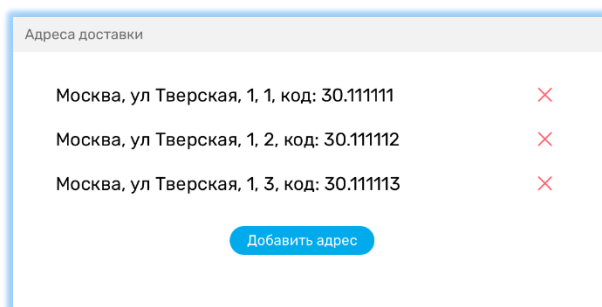 Адреса доставки
Москва, ул Тверская, 1, 1, код: 30.111111
Москва, ул Тверская, 1, 2, код: 30.111112
Москва, ул Тверская, 1, 3, код: 30.111113
Добавить адрес